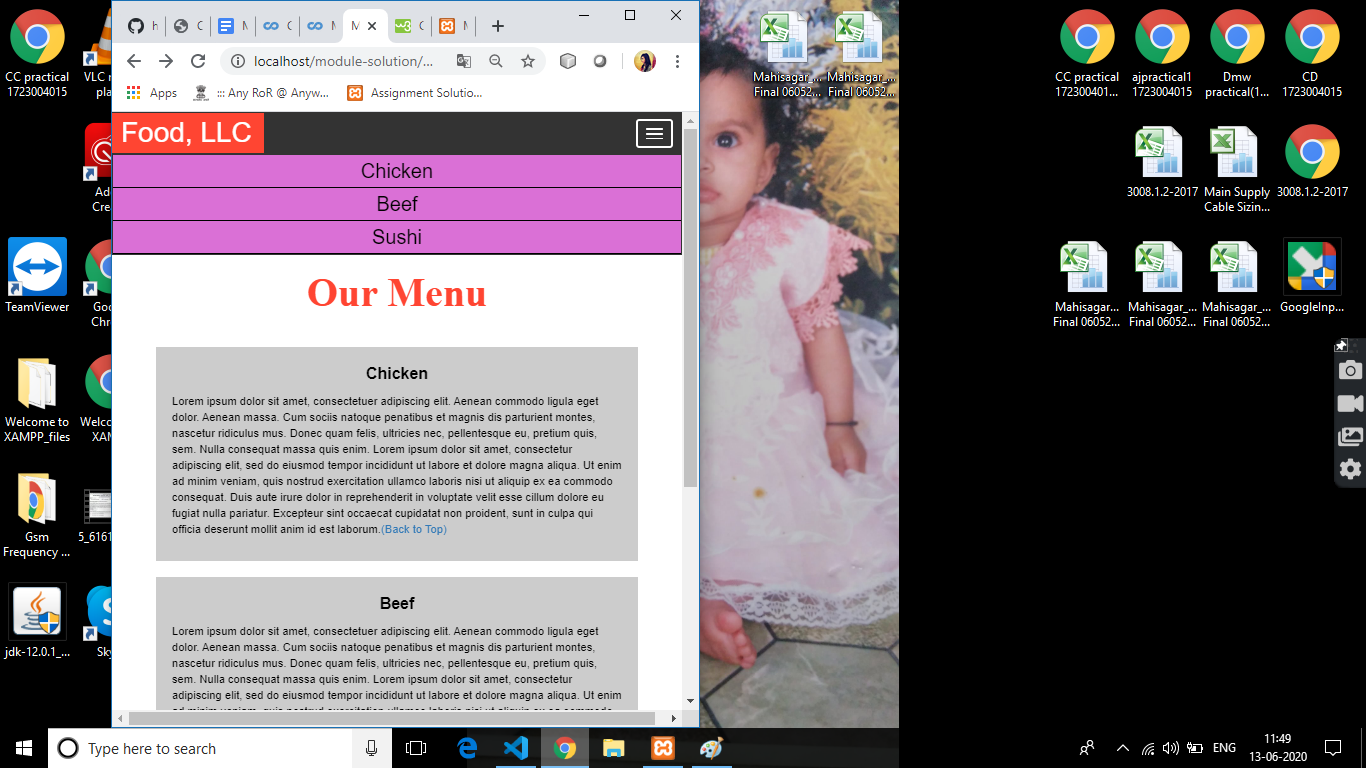 CC practical
1723004015
VLC
pla
Ado
Crea
TeamViewer
Goo
Chr
Welcome to
XAMPP_files
Welco
XAM
Gsm
Frequency ...
5_6161
jdk-12.0.1_...
Sky
localhost/module-solution/...
Apps
::: Any RoR @ Anyw...
Assignment Solutio...
Food, LLC
Chicken
Beef
Sushi
Our Menu
Chicken
Lorem ipsum dolor sit amet, consectetuer adipiscing elit. Aenean commodo ligula eget
dolor. Aenean massa. Cum sociis natoque penatibus et magnis dis parturient montes,
nascetur ridiculus mus. Donec quam felis, ultricies nec, pellentesque eu, pretium quis,
sem. Nulla consequat massa quis enim. Lorem ipsum dolor sit amet, consectetur
adipiscing elit, sed do eiusmod tempor incididunt ut labore et dolore magna aliqua. Ut enim
ad minim veniam, quis nostrud exercitation ullamco laboris nisi ut aliquip ex ea commodo
consequat. Duis aute irure dolor in reprehenderit in voluptate velit esse cillum dolore eu
fugiat nulla pariatur. Excepteur sint occaecat cupidatat non proident, sunt in culpa qui
officia deserunt mollit anim id est laborum.(Back to Top)
Beef
Lorem ipsum dolor sit amet, consectetuer adipiscing elit. Aenean commodo ligula eget
dolor. Aenean massa. Cum sociis natoque penatibus et magnis dis parturient montes,
nascetur ridiculus mus. Donec quam felis, ultricies nec, pellentesque eu, pretium quis,
sem. Nulla consequat massa quis enim. Lorem ipsum dolor sit amet, consectetur
adipiscing elit, sed do eiusmod tempor incididunt ut labore et dolore magna aliqua. Ut enim
Mahisagar_...
Final 06052...
Mahisagar_...
Final 06052...
CC practical
172300401...
ajpractical1
1723004015
Dmw
practical(1...
CD
1723004015
3008.1.2-2017
Main Supply
Cable Sizin...
3008.1.2-2017
Mahisagar...
Final 06052...
Mahisagar_...
Final 06052...
Mahisagar_...
Final 06052...
GoogleInp...
Type here to search
ENG
11:49
13-06-2020